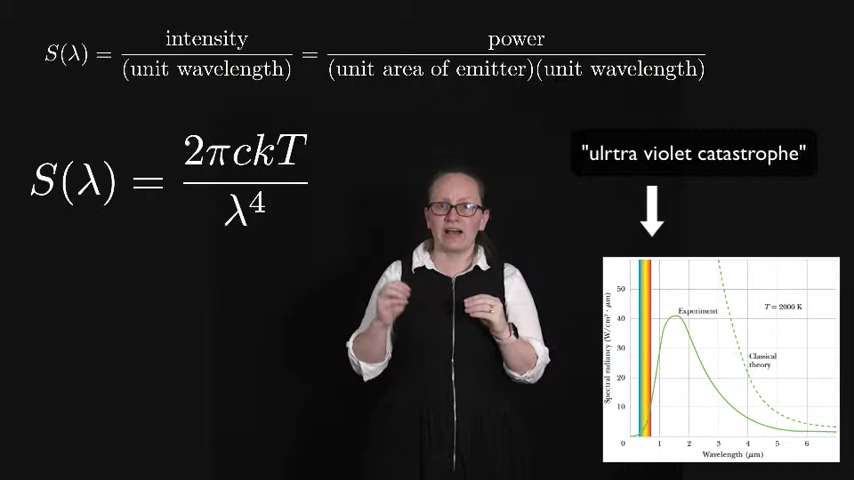 S(λ) = intensity / (unit wavelength) = power / (unit area of emitter)(unit wavelength)
S(λ) = 2πckT / λ⁴
"ulrtra violet catastrophe"
Spectral radiancy (W/cm² · μm)
50
40
30
20
10
0
T = 2000 K
Experiment
Classical
theory
1 2 3 4 5 6
Wavelength (μm)